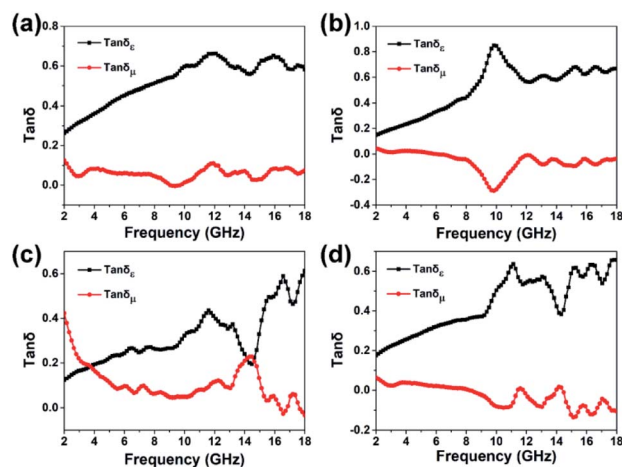 (a)
Tanδε
Tanδμ
Tanδ
0.8
0.6
0.4
0.2
0.0
2 4 6 8 10 12 14 16 18
Frequency (GHz)
(b)
Tanδε
Tanδμ
Tanδ
1.0
0.8
0.6
0.4
0.2
0.0
-0.2
-0.4
2 4 6 8 10 12 14 16 18
Frequency (GHz)
(c)
Tanδε
Tanδμ
Tanδ
0.6
0.4
0.2
0.0
2 4 6 8 10 12 14 16 18
Frequency (GHz)
(d)
Tanδε
Tanδμ
Tanδ
0.6
0.4
0.2
0.0
-0.2
2 4 6 8 10 12 14 16 18
Frequency (GHz)